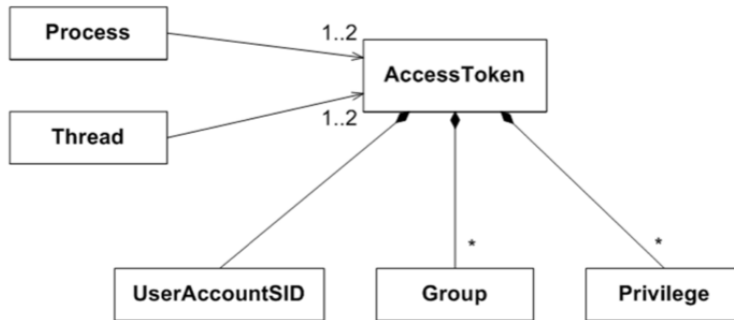 Process
1..2
AccessToken
1..2
Thread
*
*
UserAccountSID
Group
Privilege